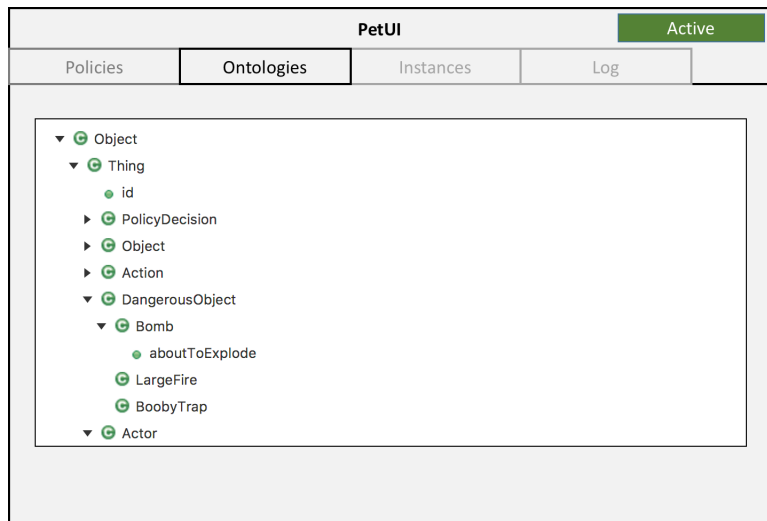 PetUI
Active
Policies
Ontologies
Instances
Log
Object
Thing
id
PolicyDecision
Object
Action
DangerousObject
Bomb
aboutToExplode
LargeFire
BoobyTrap
Actor